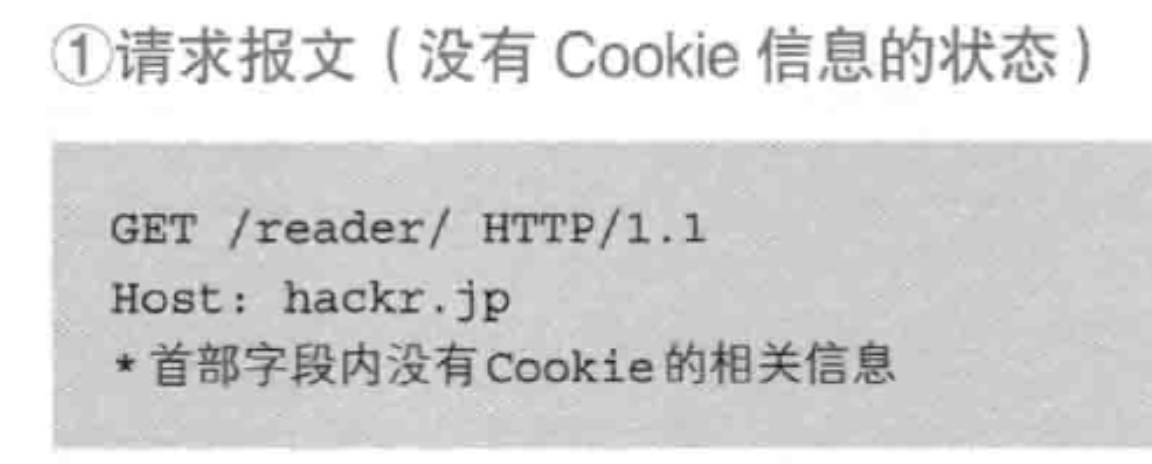 ①请求报文（没有 Cookie 信息的状态）
GET /reader/ HTTP/1.1
Host: hackr.jp
*首部字段内没有Cookie的相关信息